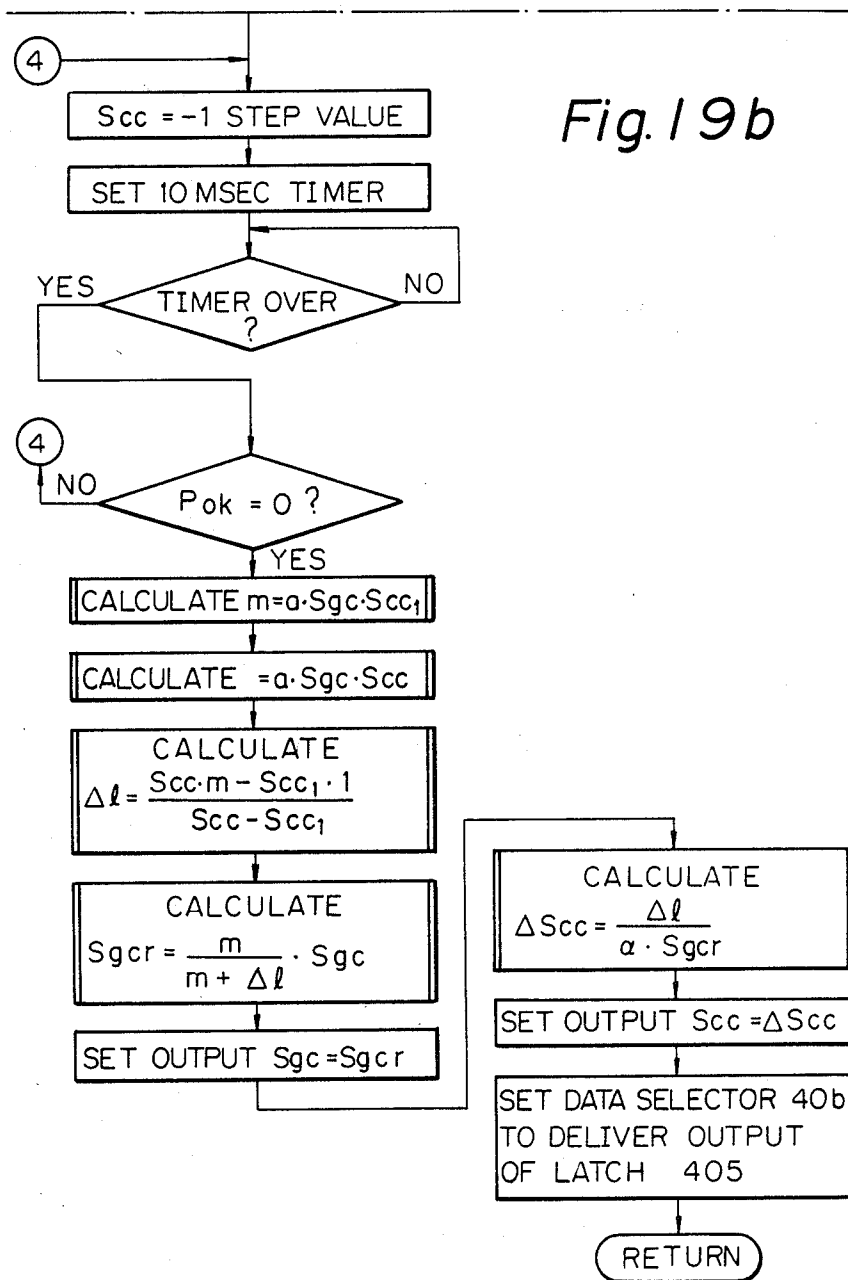 4
Fig. 19b
Scc = -1 STEP VALUE
SET 10 MSEC TIMER
YES
NO
TIMER OVER
?
4
NO
Pok = 0 ?
YES
CALCULATE m=a·Sgc·Scc₁
CALCULATE =a·Sgc·Scc
CALCULATE
Δℓ = Scc·m − Scc₁·1
Scc − Scc₁
CALCULATE
Sgcr = m / m + Δℓ · Sgc
SET OUTPUT Sgc=Sgcr
CALCULATE
ΔScc = Δℓ / α · Sgcr
SET OUTPUT Scc=ΔScc
SET DATA SELECTOR 40b
TO DELIVER OUTPUT
OF LATCH 405
RETURN